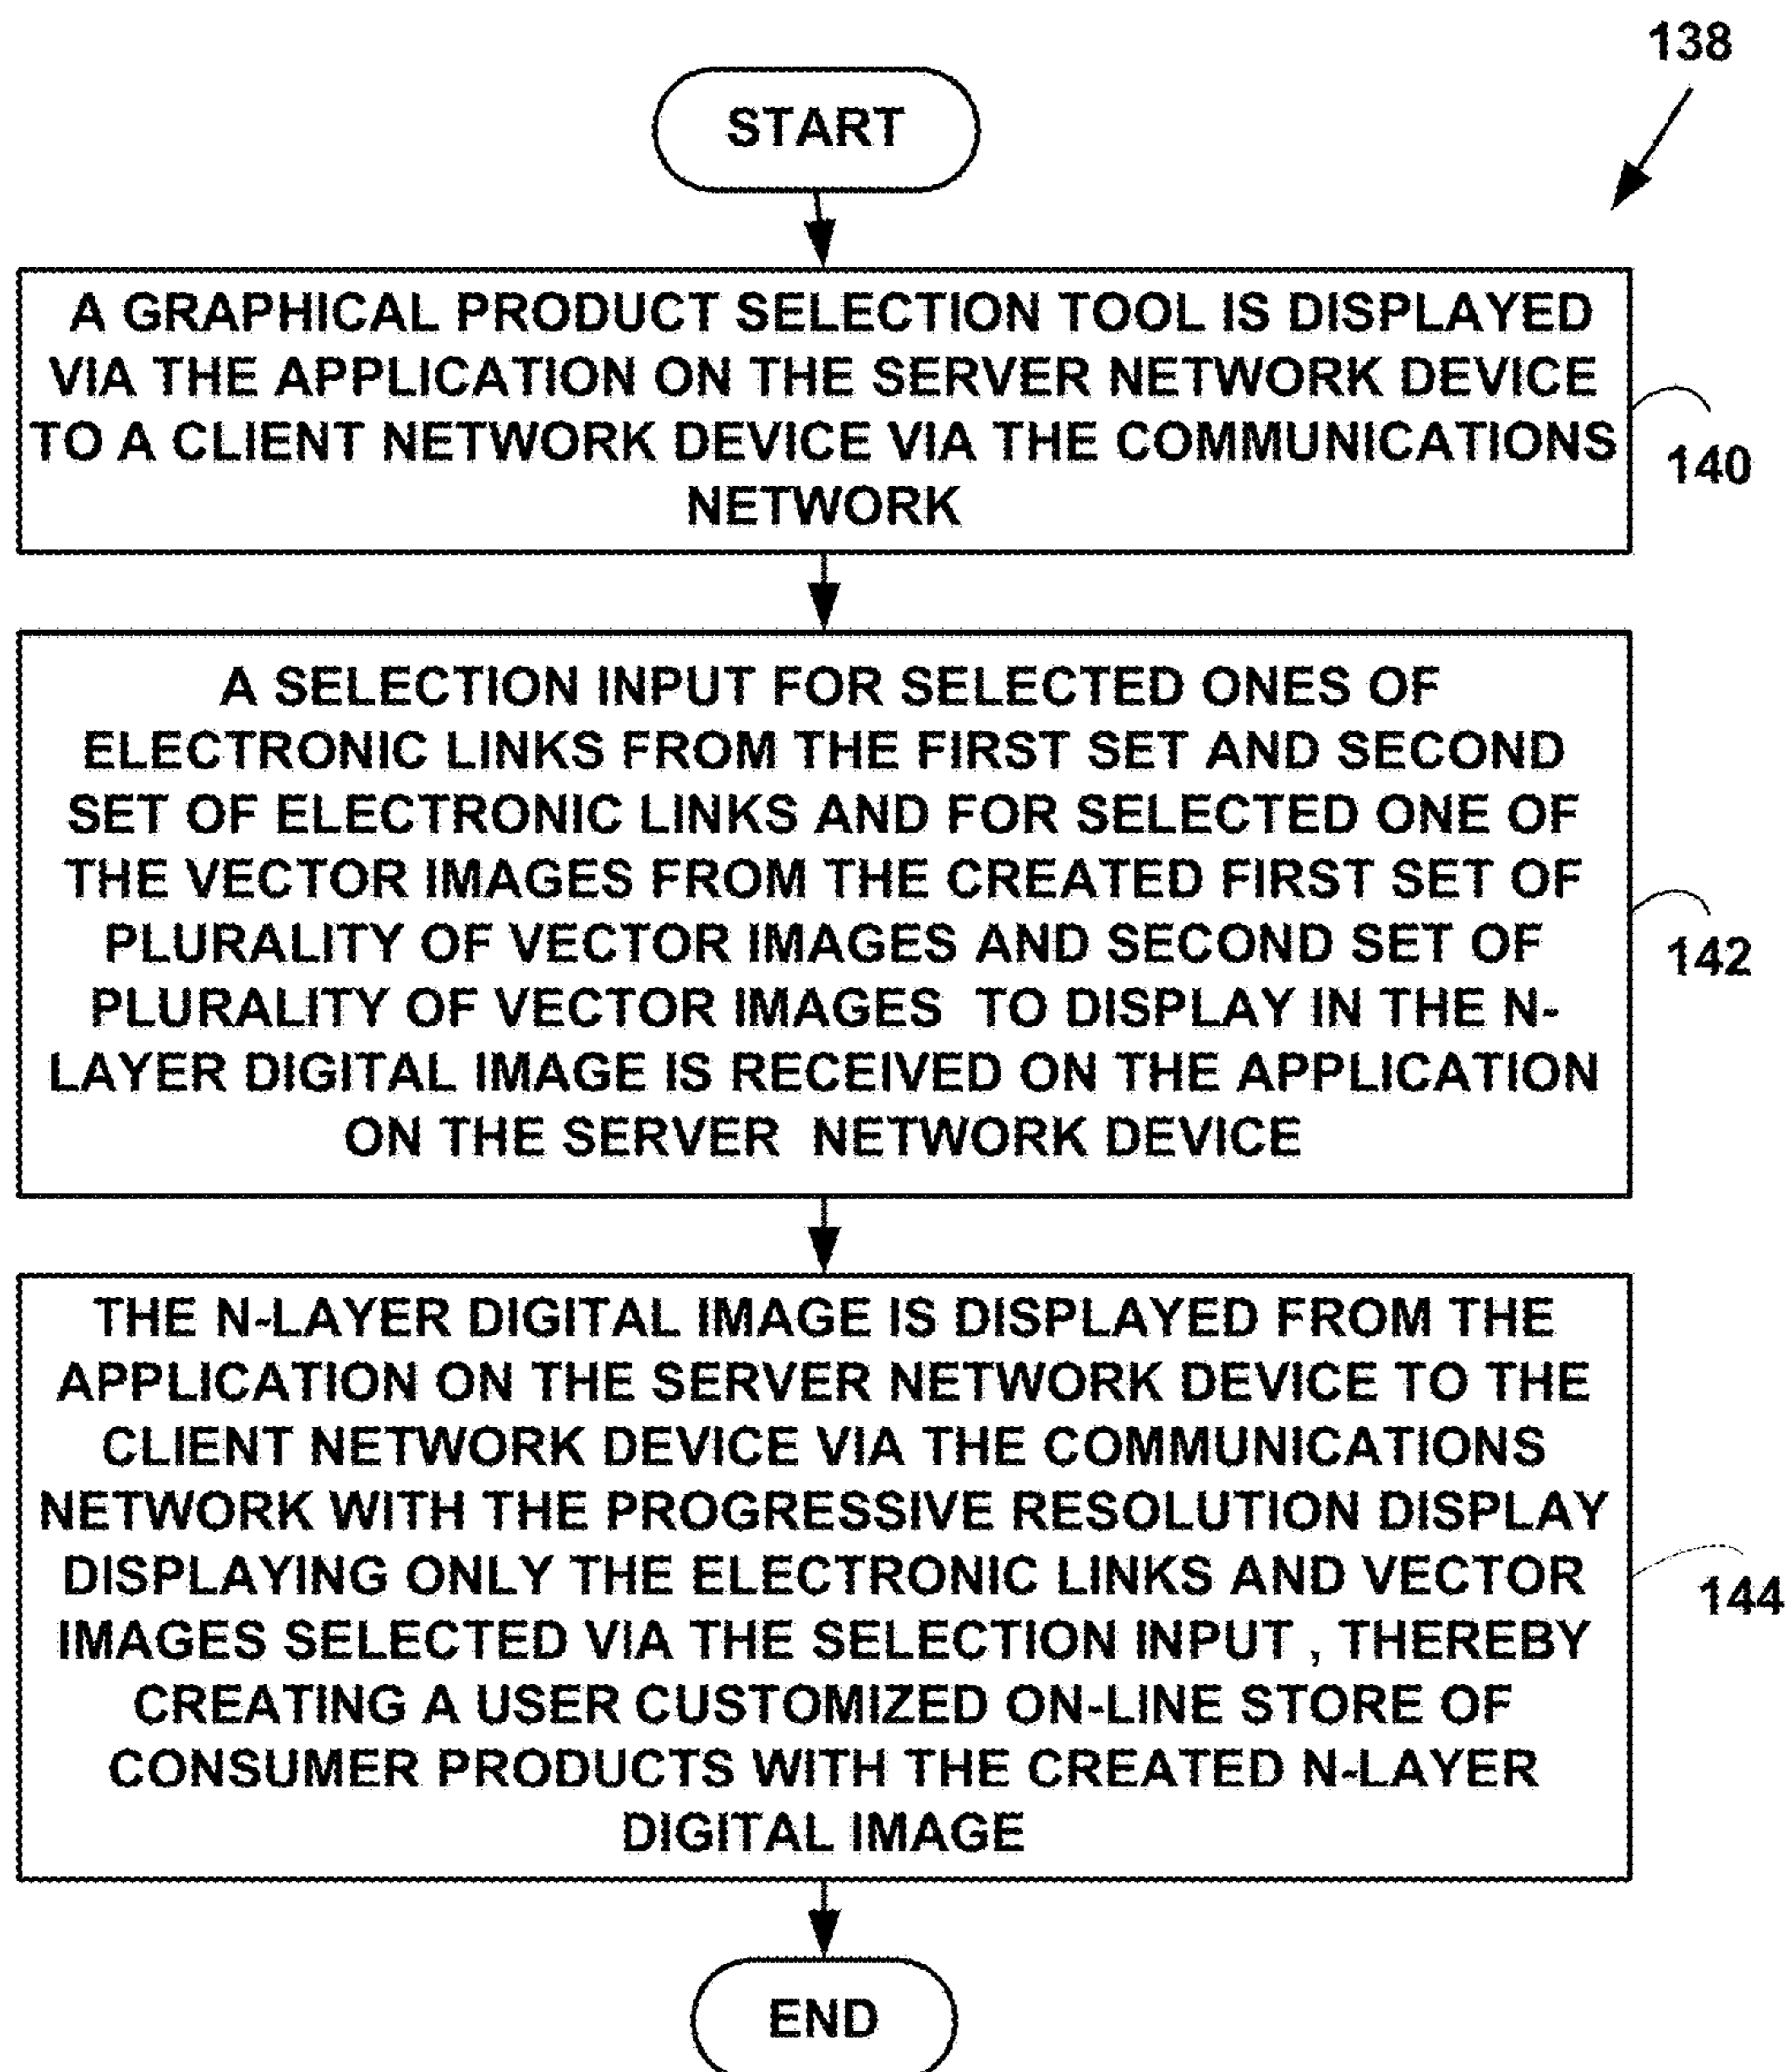 138
START
A GRAPHICAL PRODUCT SELECTION TOOL IS DISPLAYED
VIA THE APPLICATION ON THE SERVER NETWORK DEVICE
TO A CLIENT NETWORK DEVICE VIA THE COMMUNICATIONS
NETWORK
140
A SELECTION INPUT FOR SELECTED ONES OF
ELECTRONIC LINKS FROM THE FIRST SET AND SECOND
SET OF ELECTRONIC LINKS AND FOR SELECTED ONE OF
THE VECTOR IMAGES FROM THE CREATED FIRST SET OF
PLURALITY OF VECTOR IMAGES AND SECOND SET OF
PLURALITY OF VECTOR IMAGES TO DISPLAY IN THE N-
LAYER DIGITAL IMAGE IS RECEIVED ON THE APPLICATION
ON THE SERVER NETWORK DEVICE
142
THE N-LAYER DIGITAL IMAGE IS DISPLAYED FROM THE
APPLICATION ON THE SERVER NETWORK DEVICE TO THE
CLIENT NETWORK DEVICE VIA THE COMMUNICATIONS
NETWORK WITH THE PROGRESSIVE RESOLUTION DISPLAY
DISPLAYING ONLY THE ELECTRONIC LINKS AND VECTOR
IMAGES SELECTED VIA THE SELECTION INPUT , THEREBY
CREATING A USER CUSTOMIZED ON-LINE STORE OF
CONSUMER PRODUCTS WITH THE CREATED N-LAYER
DIGITAL IMAGE
144
END